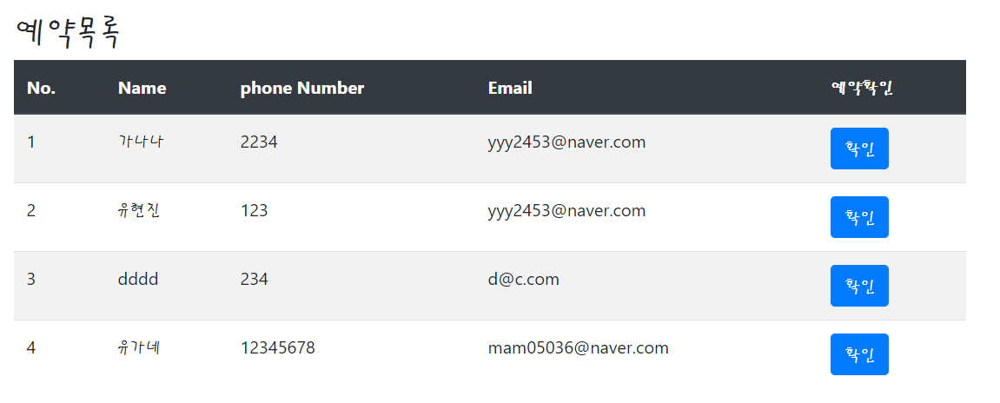 예약목록
No. Name phone Number Email 예약확인
1 가나나 2234 yyy2453@naver.com 확인
2 유현진 123 yyy2453@naver.com 확인
3 dddd 234 d@c.com 확인
4 유가네 12345678 mam05036@naver.com 확인